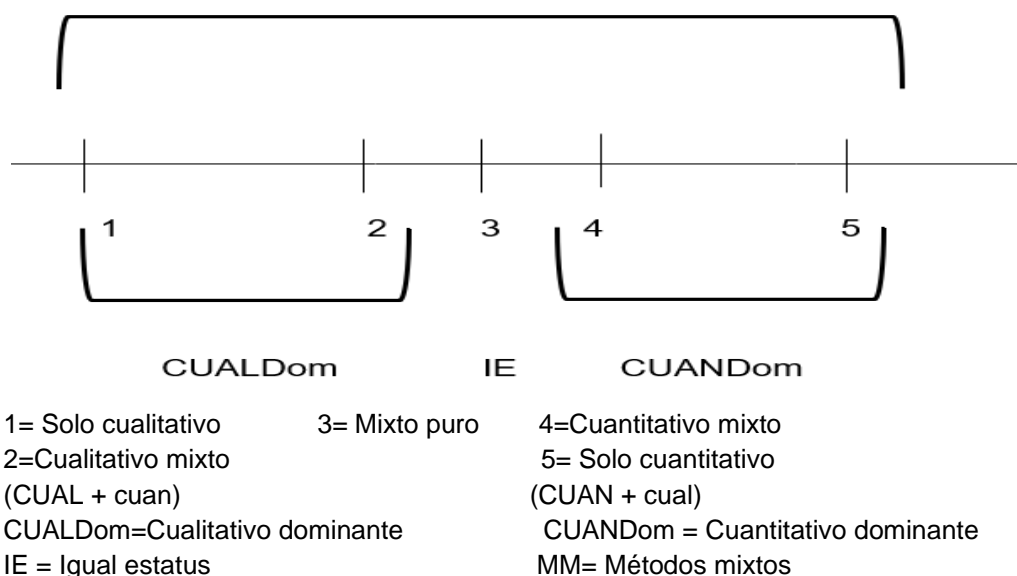 1 2 3 4 5
CUALDom IE CUANDom
1= Solo cualitativo 3= Mixto puro 4=Cuantitativo mixto
2=Cualitativo mixto 5= Solo cuantitativo
(CUAL + cuan) (CUAN + cual)
CUALDom=Cualitativo dominante CUANDom = Cuantitativo dominante
IE = Igual estatus MM= Métodos mixtos